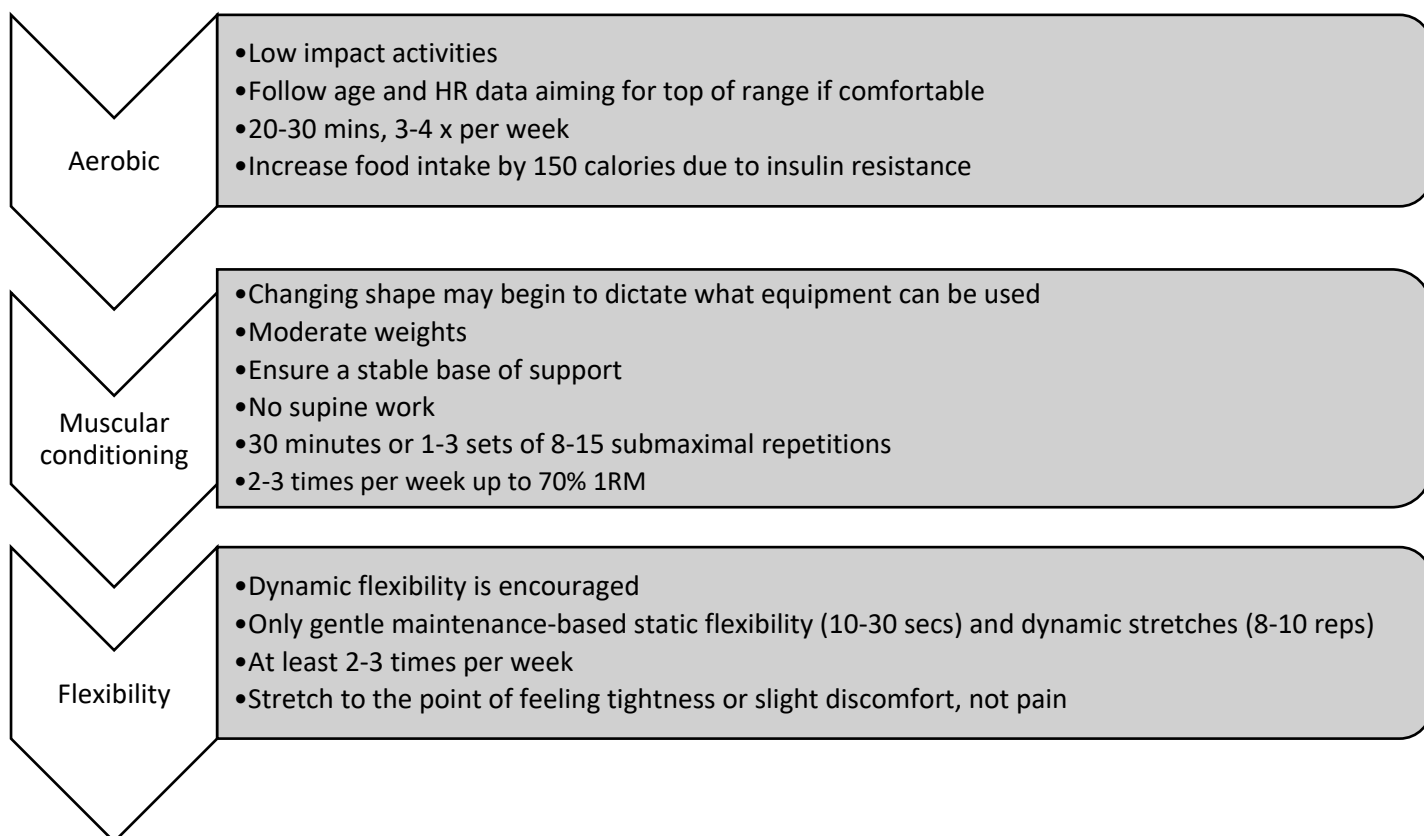 Aerobic
•Low impact activities
•Follow age and HR data aiming for top of range if comfortable
•20-30 mins, 3-4 x per week
•Increase food intake by 150 calories due to insulin resistance
Muscular
conditioning
•Changing shape may begin to dictate what equipment can be used
•Moderate weights
•Ensure a stable base of support
•No supine work
•30 minutes or 1-3 sets of 8-15 submaximal repetitions
•2-3 times per week up to 70% 1RM
Flexibility
•Dynamic flexibility is encouraged
•Only gentle maintenance-based static flexibility (10-30 secs) and dynamic stretches (8-10 reps)
•At least 2-3 times per week
•Stretch to the point of feeling tightness or slight discomfort, not pain